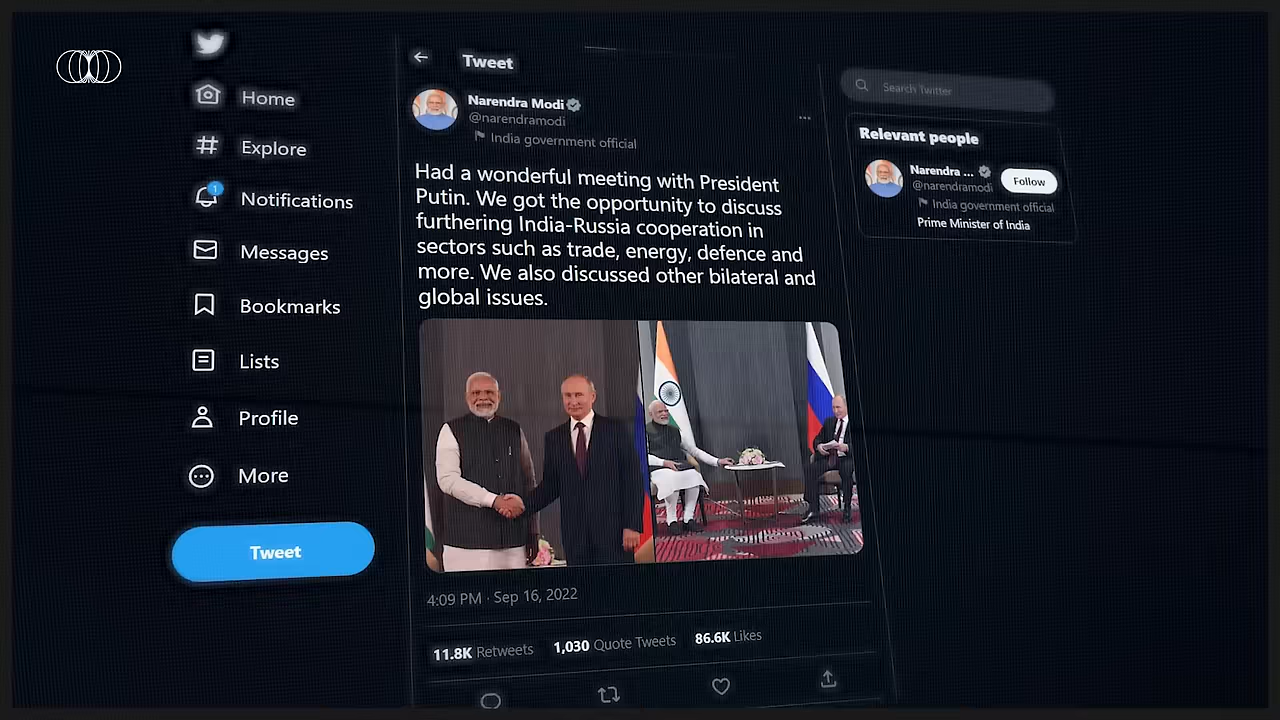 Home
Explore
1
Notifications
Messages
Bookmarks
Lists
Profile
More
Tweet
Tweet
Narendra Modi
@narendramodi
India government official
Had a wonderful meeting with President
Putin. We got the opportunity to discuss
furthering India-Russia cooperation in
sectors such as trade, energy, defence and
more. We also discussed other bilateral and
global issues.
4:09 PM · Sep 16, 2022
11.8K Retweets 1,030 Quote Tweets 86.6K Likes
Search Twitter
Relevant people
Narendra ...
@narendramodi
Follow
India government official
Prime Minister of India